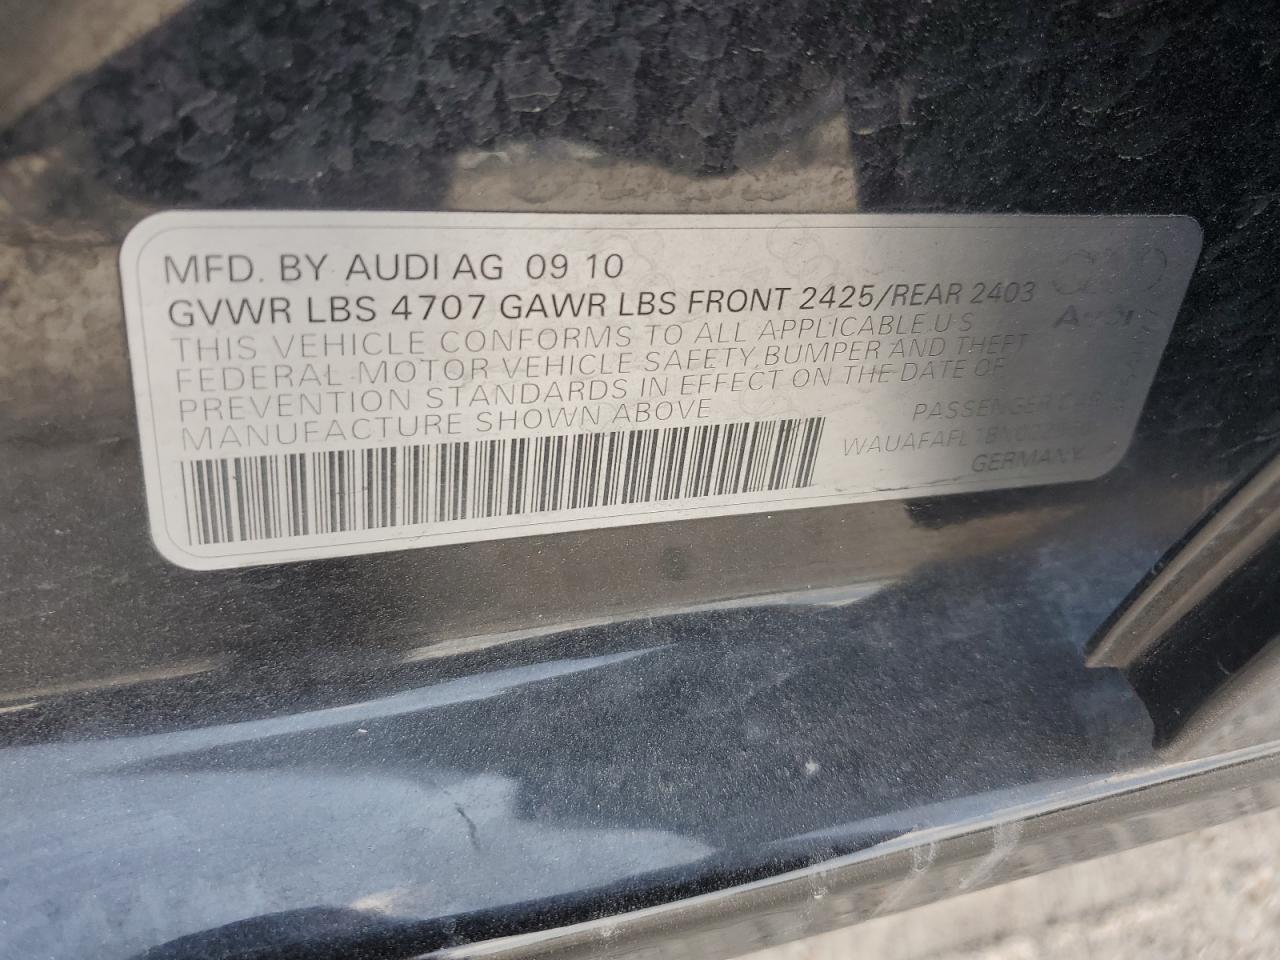 MFD. BY AUDI AG 09 10
GVWR LBS 4707 GAWR LBS FRONT 2425/REAR 2403
THIS VEHICLE CONFORMS TO ALL APPLICABLE U S
FEDERAL MOTOR VEHICLE SAFETY, BUMPER AND THEFT
PREVENTION STANDARDS IN EFFECT ON THE DATE OF
MANUFACTURE SHOWN ABOVE
Audi
PASSENGER
GERMANY